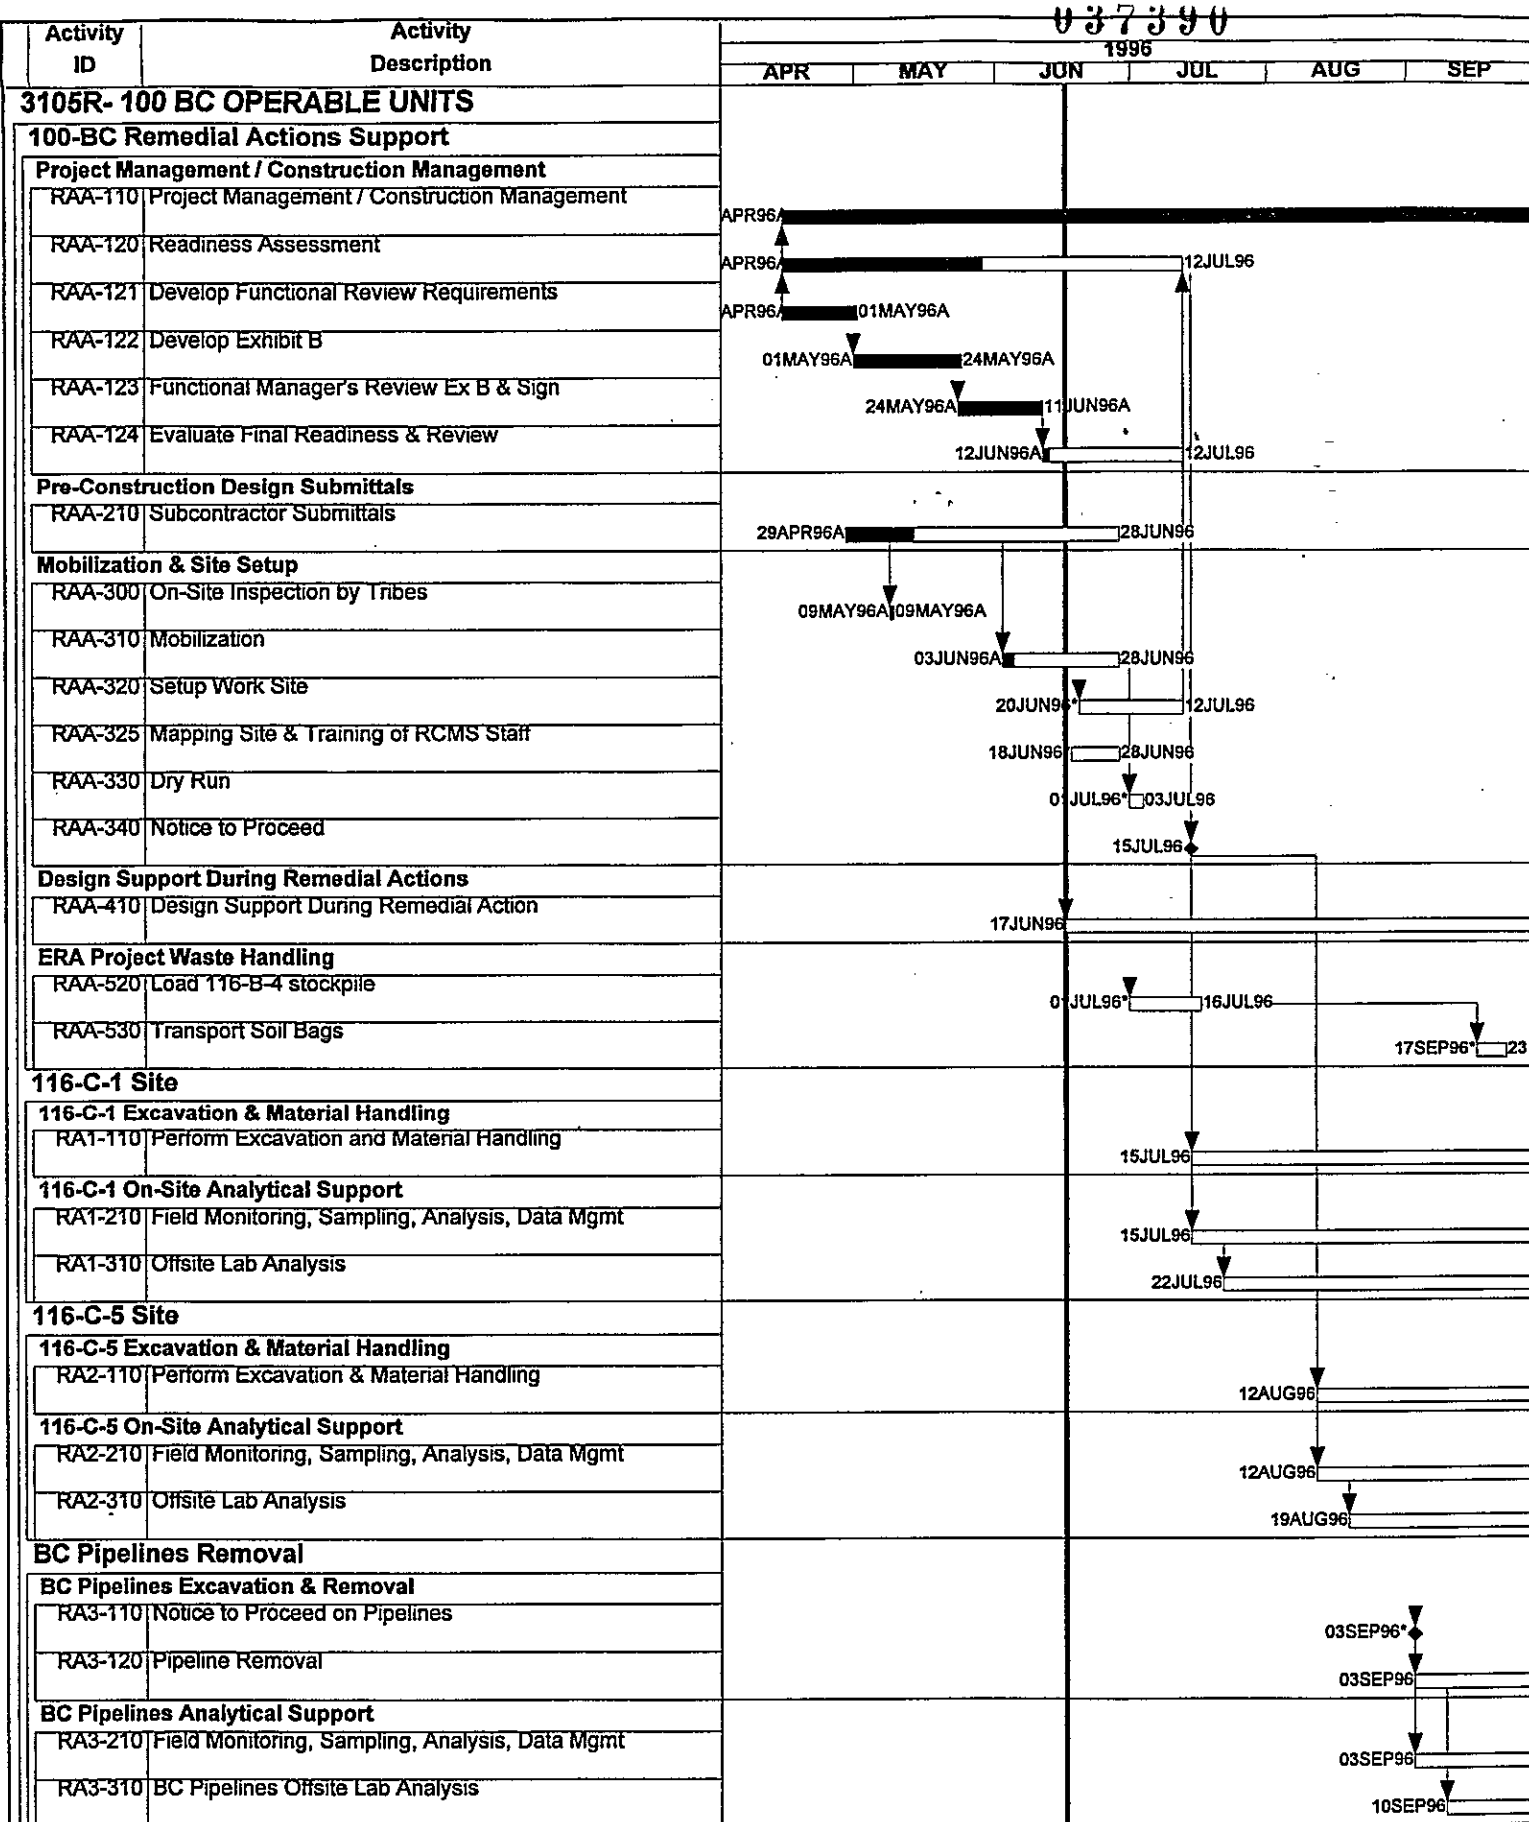 037390
Activity ID Activity Description 1996
APR MAY JUN JUL AUG SEP
3105R- 100 BC OPERABLE UNITS
100-BC Remedial Actions Support
Project Management / Construction Management
RAA-110 Project Management / Construction Management
APR96A
RAA-120 Readiness Assessment
APR96A 12JUL96
RAA-121 Develop Functional Review Requirements
APR96A 01MAY96A
RAA-122 Develop Exhibit B
01MAY96A 24MAY96A
RAA-123 Functional Manager's Review Ex B & Sign
24MAY96A 11JUN96A
RAA-124 Evaluate Final Readiness & Review
12JUN96A 12JUL96
Pre-Construction Design Submittals
RAA-210 Subcontractor Submittals
29APR96A 28JUN96
Mobilization & Site Setup
RAA-300 On-Site Inspection by Tribes
09MAY96A 09MAY96A
RAA-310 Mobilization
03JUN96A 28JUN96
RAA-320 Setup Work Site
20JUN96* 12JUL96
RAA-325 Mapping Site & Training of RCMS Staff
18JUN96 28JUN96
RAA-330 Dry Run
01JUL96* 03JUL96
RAA-340 Notice to Proceed
15JUL96
Design Support During Remedial Actions
RAA-410 Design Support During Remedial Action
17JUN96
ERA Project Waste Handling
RAA-520 Load 116-B-4 stockpile
01JUL96* 16JUL96
RAA-530 Transport Soil Bags
17SEP96* 23
116-C-1 Site
116-C-1 Excavation & Material Handling
RA1-110 Perform Excavation and Material Handling
15JUL96
116-C-1 On-Site Analytical Support
RA1-210 Field Monitoring, Sampling, Analysis, Data Mgmt
15JUL96
RA1-310 Offsite Lab Analysis
22JUL96
116-C-5 Site
116-C-5 Excavation & Material Handling
RA2-110 Perform Excavation & Material Handling
12AUG96
116-C-5 On-Site Analytical Support
RA2-210 Field Monitoring, Sampling, Analysis, Data Mgmt
12AUG96
RA2-310 Offsite Lab Analysis
19AUG96
BC Pipelines Removal
BC Pipelines Excavation & Removal
RA3-110 Notice to Proceed on Pipelines
03SEP96*
RA3-120 Pipeline Removal
03SEP96
BC Pipelines Analytical Support
RA3-210 Field Monitoring, Sampling, Analysis, Data Mgmt
03SEP96
RA3-310 BC Pipelines Offsite Lab Analysis
10SEP96